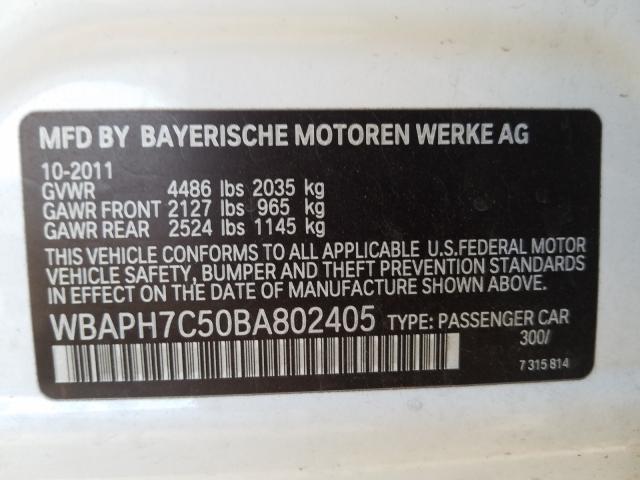 MFD BY BAYERISCHE MOTOREN WERKE AG
10-2011
GVWR 4486 lbs 2035 kg
GAWR FRONT 2127 lbs 965 kg
GAWR REAR 2524 lbs 1145 kg
THIS VEHICLE CONFORMS TO ALL APPLICABLE U.S.FEDERAL MOTOR
VEHICLE SAFETY, BUMPER AND THEFT PREVENTION STANDARDS
IN EFFECT ON THE DATE OF MANUFACTURE SHOWN ABOVE.
WBAPH7C50BA802405 TYPE: PASSENGER CAR
300/
7 315 814